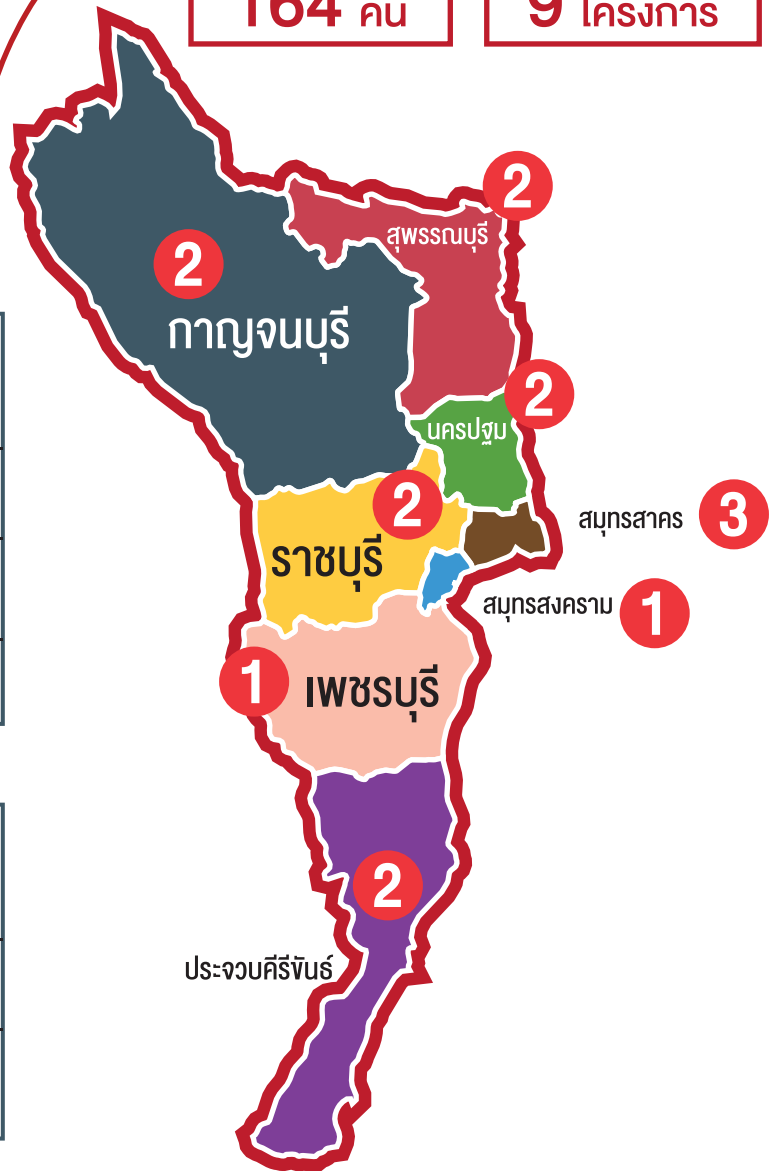 164 คน
9 โครงการ
2
สุพรรณบุรี
2
กาญจนบุรี
2
นครปฐม
2
ราชบุรี
สมุทรสาคร 3
สมุทรสงคราม 1
1 เพชรบุรี
2
ประจวบคีรีขันธ์